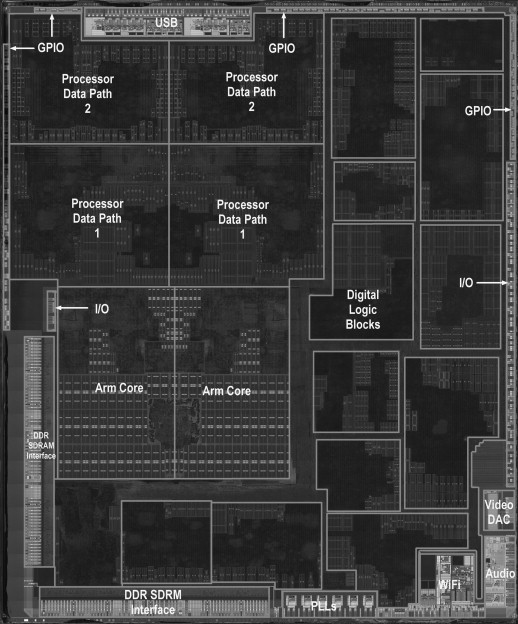 USB
GPIO
GPIO
Processor
Data Path
2
Processor
Data Path
2
GPIO
Processor
Data Path
1
Processor
Data Path
1
I/O
I/O
Digital
Logic
Blocks
Arm Core
Arm Core
DDR
SDRAM
Interface
Video
DAC
WiFi
Audio
DDR SDRM
Interface
PLLs